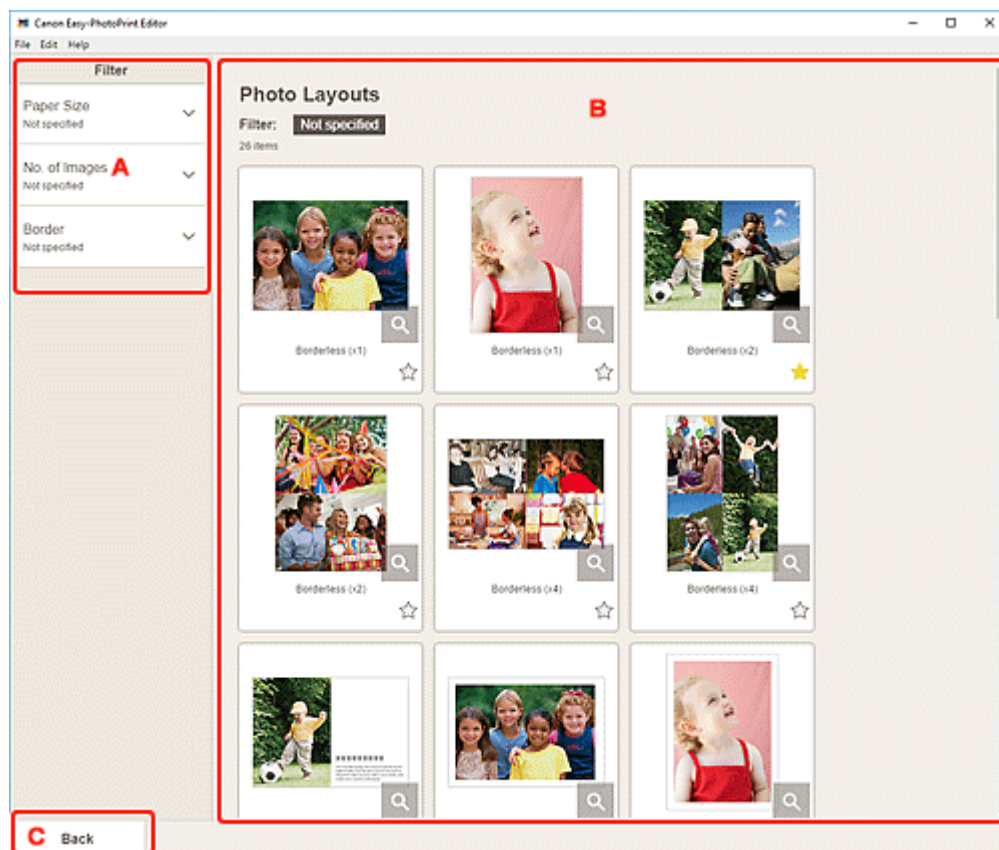 Canon Easy-PhotoPrint Editor
File Edit Help
Filter
Paper Size
Not specified
No. of Images A
Not specified
Border
Not specified
Photo Layouts
B
Filter: Not specified
26 items
Borderless (x1)
Borderless (x1)
Borderless (x2)
Borderless (x2)
Borderless (x4)
Borderless (x4)
C Back